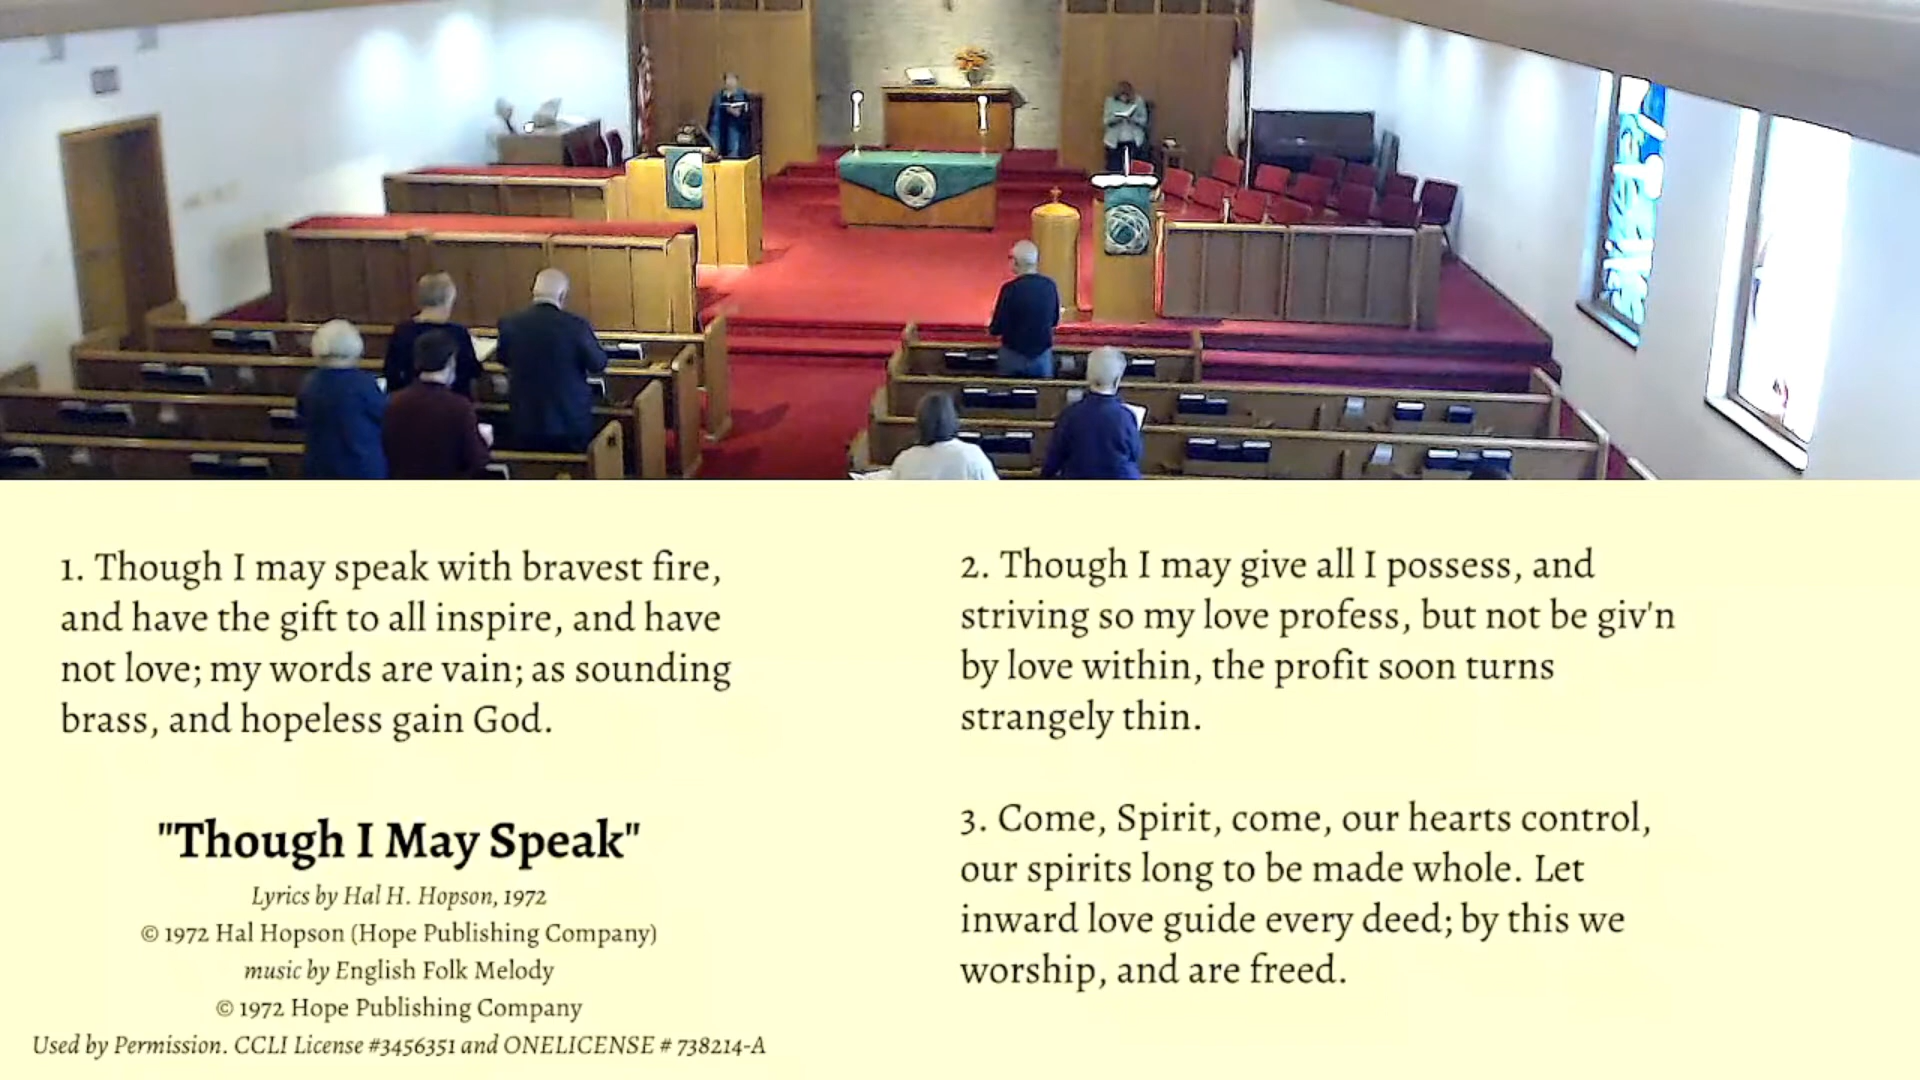 1. Though I may speak with bravest fire,
and have the gift to all inspire, and have
not love; my words are vain; as sounding
brass, and hopeless gain God.
"Though I May Speak"
Lyrics by Hal H. Hopson, 1972
© 1972 Hal Hopson (Hope Publishing Company)
music by English Folk Melody
© 1972 Hope Publishing Company
Used by Permission. CCLI License #3456351 and ONELICENSE # 738214-A
2. Though I may give all I possess, and
striving so my love profess, but not be giv'n
by love within, the profit soon turns
strangely thin.
3. Come, Spirit, come, our hearts control,
our spirits long to be made whole. Let
inward love guide every deed; by this we
worship, and are freed.